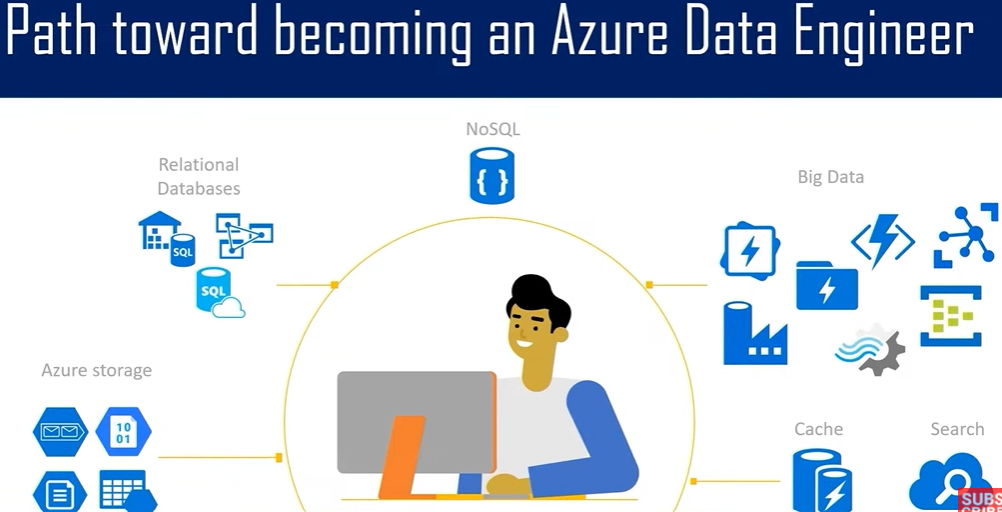 Path toward becoming an Azure Data Engineer
NoSQL
Relational
Databases
Big Data
SQL
SQL
{ }
Azure storage
10
01
Cache
Search
SUBS